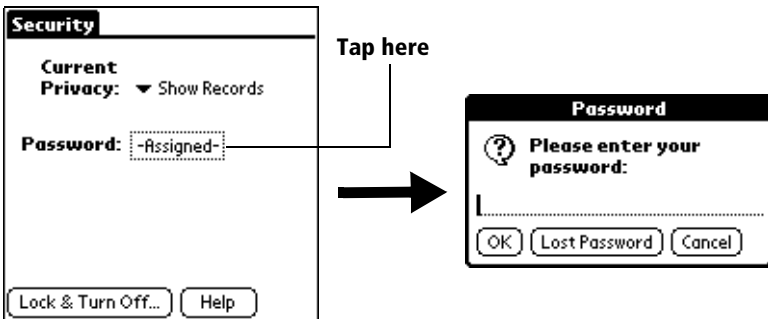 Security
Current
Privacy: Show Records
Password: -Assigned-
Lock & Turn Off... Help
Tap here
Password
Please enter your
password:
OK Lost Password Cancel